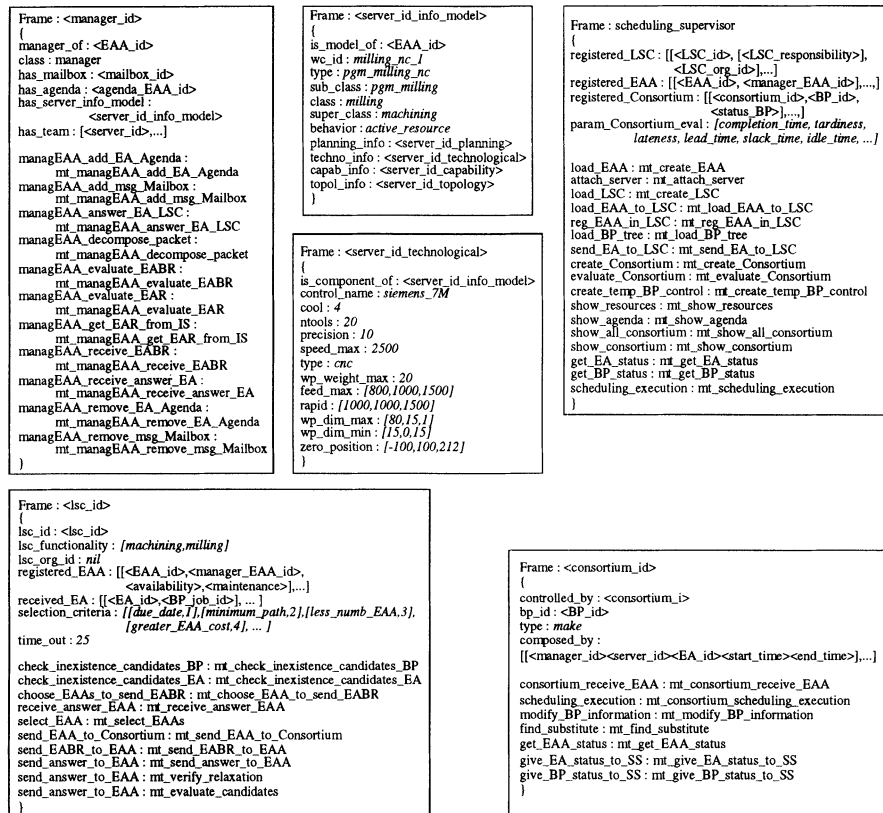 Frame : <manager_id>
{
manager_of : <EAA_id>
class : manager
has_mailbox : <mailbox_id>
has_agenda : <agenda_EAA_id>
has_server_info_model :
<server_id_info_model>
has_team : [<server_id>,...]
managEAA_add_EA_Agenda :
mt_managEAA_add_EA_Agenda
managEAA_add_msg_Mailbox :
mt_managEAA_add_msg_Mailbox
managEAA_answer_EA_LSC :
mt_managEAA_answer_EA_LSC
managEAA_decompose_packet :
mt_managEAA_decompose_packet
managEAA_evaluate_EABR :
mt_managEAA_evaluate_EABR
managEAA_evaluate_EAR :
mt_managEAA_evaluate_EAR
managEAA_get_EAR_from_IS :
mt_managEAA_get_EAR_from_IS
managEAA_receive_EABR :
mt_managEAA_receive_EABR
managEAA_receive_answer_EA :
mt_managEAA_receive_answer_EA
managEAA_remove_EA_Agenda :
mt_managEAA_remove_EA_Agenda
managEAA_remove_msg_Mailbox :
mt_managEAA_remove_msg_Mailbox
}
Frame : <server_id_info_model>
{
is_model_of : <EAA_id>
wc_id : milling_nc_1
type : pgm_milling_nc
sub_class : pgm_milling
class : milling
super_class : machining
behavior : active_resource
planning_info : <server_id_planning>
techno_info : <server_id_technological>
capab_info : <server_id_capability>
topol_info : <server_id_topology>
}
Frame : <server_id_technological>
{
is_component_of : <server_id_info_model>
control_name : siemens_7M
cool : 4
ntools : 20
precision : 10
speed_max : 2500
type : cnc
wp_weight_max : 20
feed_max : [800,1000,1500]
rapid : [1000,1000,1500]
wp_dim_max : [80,15,1]
wp_dim_min : [15,0,15]
zero_position : [-100,100,212]
}
Frame : scheduling_supervisor
{
registered_LSC : [[<LSC_id>, [<LSC_responsibility>],
<LSC_org_id>],...]
registered_EAA : [[<EAA_id>, <manager_EAA_id>],...,]
registered_Consortium : [[<consortium_id>,<BP_id>,
<status_BP>],...,]
param_Consortium_eval : [completion_time, tardiness,
lateness, lead_time, slack_time, idle_time, ...]
load_EAA : mt_create_EAA
attach_server : mt_attach_server
load_LSC : mt_create_LSC
load_EAA_to_LSC : mt_load_EAA_to_LSC
reg_EAA_in_LSC : mt_reg_EAA_in_LSC
load_BP_tree : mt_load_BP_tree
send_EA_to_LSC : mt_send_EA_to_LSC
create_Consortium : mt_create_Consortium
evaluate_Consortium : mt_evaluate_Consortium
create_temp_BP_control : mt_create_temp_BP_control
show_resources : mt_show_resources
show_agenda : mt_show_agenda
show_all_consortium : mt_show_all_consortium
show_consortium : mt_show_consortium
get_EA_status : mt_get_EA_status
get_BP_status : mt_get_BP_status
scheduling_execution : mt_scheduling_execution
}
Frame : <lsc_id>
{
lsc_id : <lsc_id>
lsc_functionality : [machining,milling]
lsc_org_id : nil
registered_EAA : [[<EAA_id>,<manager_EAA_id>,
<availability>,<maintenance>],...]
received_EA : [[<EA_id>,<BP_job_id>], ... ]
selection_criteria : [[due_date,1],[minimum_path,2],[less_numb_EAA,3],
[greater_EAA_cost,4], ... ]
time_out : 25
check_inexistence_candidates_BP : mt_check_inexistence_candidates_BP
check_inexistence_candidates_EA : mt_check_inexistence_candidates_EA
choose_EAAs_to_send_EABR : mt_choose_EAA_to_send_EABR
receive_answer_EAA : mt_receive_answer_EAA
select_EAA : mt_select_EAAs
send_EAA_to_Consortium : mt_send_EAA_to_Consortium
send_EABR_to_EAA : mt_send_EABR_to_EAA
send_answer_to_EAA : mt_send_answer_to_EAA
send_answer_to_EAA : mt_verify_relaxation
send_answer_to_EAA : mt_evaluate_candidates
}
Frame : <consortium_id>
{
controlled_by : <consortium_i>
bp_id : <BP_id>
type : make
composed_by :
[[<manager_id><server_id><EA_id><start_time><end_time>],...]
consortium_receive_EAA : mt_consortium_receive_EAA
scheduling_execution : mt_consortium_scheduling_execution
modify_BP_information : mt_modify_BP_information
find_substitute : mt_find_substitute
get_EAA_status : mt_get_EAA_status
give_EA_status_to_SS : mt_give_EA_status_to_SS
give_BP_status_to_SS : mt_give_BP_status_to_SS
}